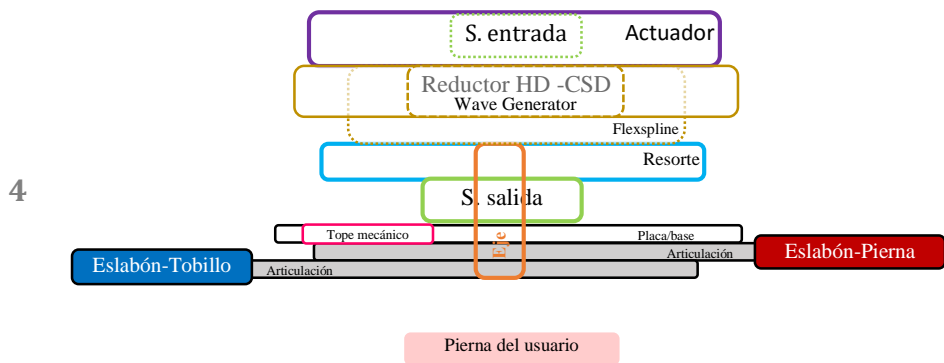 S. entrada
Actuador
Reductor HD -CSD
Wave Generator
Flexspline
Resorte
4
S. salida
Tope mecánico
Eje
Placa/base
Articulación
Eslabón-Tobillo
Eslabón-Pierna
Articulación
Pierna del usuario